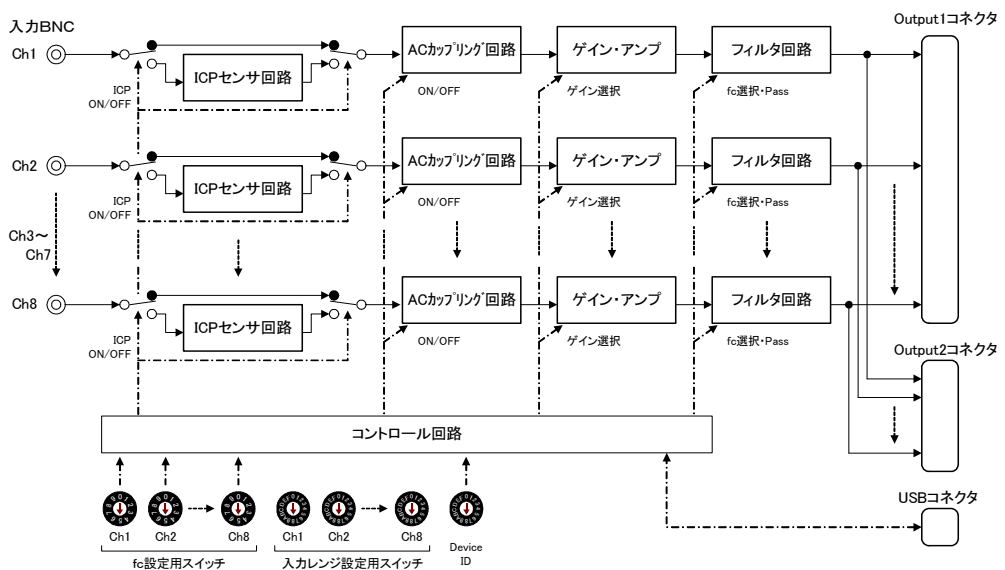 入力BNC
Output1コネクタ
Ch1
ICPセンサ回路
ACカップリング回路
ゲイン・アンプ
フィルタ回路
ICP
ON/OFF
ON/OFF
ゲイン選択
fc選択・Pass
Ch2
ICPセンサ回路
ACカップリング回路
ゲイン・アンプ
フィルタ回路
ICP
ON/OFF
ON/OFF
ゲイン選択
fc選択・Pass
Ch3～
Ch7
Ch8
ICPセンサ回路
ACカップリング回路
ゲイン・アンプ
フィルタ回路
ICP
ON/OFF
ON/OFF
ゲイン選択
fc選択・Pass
Output2コネクタ
コントロール回路
USBコネクタ
Ch1
Ch2
Ch8
Ch1
Ch2
Ch8
Device
ID
fc設定用スイッチ
入力レンジ設定用スイッチ